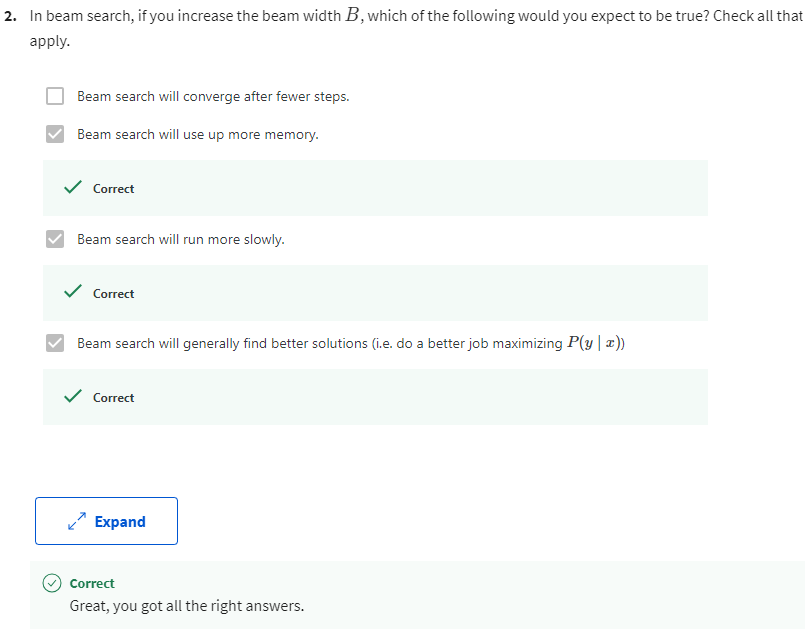 2. In beam search, if you increase the beam width B, which of the following would you expect to be true? Check all that
apply.
Beam search will converge after fewer steps.
Beam search will use up more memory.
Correct
Beam search will run more slowly.
Correct
Beam search will generally find better solutions (i.e. do a better job maximizing P(y | x))
Correct
Expand
Correct
Great, you got all the right answers.